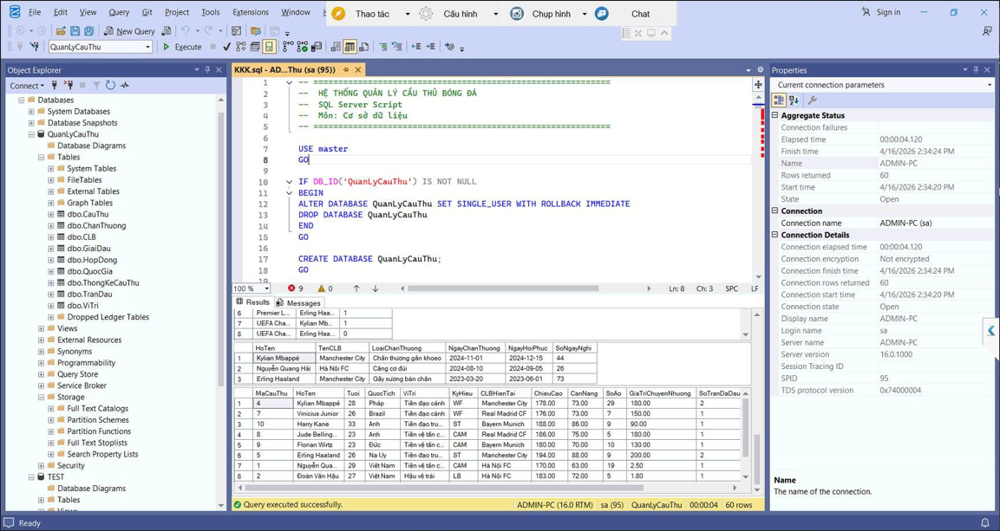 File Edit View Query Git Project Tools Extensions Window
Thao tác Cấu hình Chụp hình Chat
Sign in
New Query
QuanLyCauThu Execute
Object Explorer
Connect
Databases
System Databases
Database Snapshots
QuanLyCauThu
Database Diagrams
Tables
System Tables
FileTables
External Tables
Graph Tables
dbo.CauThu
dbo.ChanThuong
dbo.CLB
dbo.GiaiDau
dbo.HopDong
dbo.QuocGia
dbo.ThongKeCauThu
dbo.TranDau
dbo.ViTri
Dropped Ledger Tables
Views
External Resources
Synonyms
Programmability
Query Store
Service Broker
Storage
Full Text Catalogs
Partition Schemes
Partition Functions
Full Text Stoplists
Search Property Lists
Security
TEST
Database Diagrams
Tables
Views
KKK.sql - AD...Thu (sa (95))
1 -- ====================================================
2 -- HỆ THỐNG QUẢN LÝ CẦU THỦ BÓNG ĐÁ
3 -- SQL Server Script
4 -- Môn: Cơ sở dữ liệu
5 -- ====================================================
6
7 USE master
8 GO
9
10 IF DB_ID('QuanLyCauThu') IS NOT NULL
11 BEGIN
12 ALTER DATABASE QuanLyCauThu SET SINGLE_USER WITH ROLLBACK IMMEDIATE
13 DROP DATABASE QuanLyCauThu
14 END
15 GO
16
17 CREATE DATABASE QuanLyCauThu;
18 GO
19
100 % 9 0 Ln: 8 Ch: 3 SPC LF
Results Messages
6 Premier L... Erling Haa... 1
7 UEFA Cha... Kylian Mb... 1
8 UEFA Cha... Erling Haa... 0
HoTen TenCLB LoaiChanThuong NgayChanThuong NgayHoiPhuc SoNgayNghi
1 Kylian Mbappé Manchester City Chấn thương gân khoeo 2024-11-01 2024-12-15 44
2 Nguyễn Quang Hải Hà Nội FC Căng cơ đùi 2024-08-10 2024-09-05 26
3 Erling Haaland Manchester City Gãy xương bàn chân 2023-03-20 2023-06-01 73
MaCauThu HoTen Tuoi QuocTich ViTri KyHieu CLBHienTai ChieuCao CanNang SoAo GiaTriChuyenNhuong SoTranDaDau
1 4 Kylian Mbappé 28 Pháp Tiền đạo cánh WF Manchester City 178.00 73.00 29 180.00 2
2 7 Vinicius Junior 26 Brazil Tiền đạo cánh WF Real Madrid CF 176.00 73.00 7 150.00 1
3 10 Harry Kane 33 Anh Tiền đạo tru... ST Bayern Munich 188.00 86.00 9 90.00 1
4 8 Jude Belling... 23 Anh Tiền vệ tấn c... CAM Real Madrid CF 186.00 75.00 5 180.00 1
5 9 Florian Wirtz 23 Đức Tiền vệ tấn c... CAM Bayern Munich 180.00 70.00 10 130.00 1
6 5 Erling Haaland 26 Na Uy Tiền đạo tru... ST Manchester City 194.00 88.00 9 200.00 2
7 1 Nguyễn Qua... 29 Việt Nam Tiền vệ tấn c... CAM Hà Nội FC 170.00 63.00 19 2.50 1
8 2 Đoàn Văn Hậu 27 Việt Nam Hậu vệ trái LB Hà Nội FC 183.00 72.00 5 1.80 1
Query executed successfully. ADMIN-PC (16.0 RTM) sa (95) QuanLyCauThu 00:00:04 60 rows
Properties
Current connection parameters
Aggregate Status
Connection failures
Elapsed time 00:00:04.120
Finish time 4/16/2026 2:34:24 PM
Name ADMIN-PC
Rows returned 60
Start time 4/16/2026 2:34:20 PM
State Open
Connection
Connection name ADMIN-PC (sa)
Connection Details
Connection elapsed time 00:00:04.120
Connection encryption Not encrypted
Connection finish time 4/16/2026 2:34:24 PM
Connection rows returned 60
Connection start time 4/16/2026 2:34:20 PM
Connection state Open
Display name ADMIN-PC
Login name sa
Server name ADMIN-PC
Server version 16.0.1000
Session Tracing ID
SPID 95
TDS protocol version 0x74000004
Name
The name of the connection.
Ready